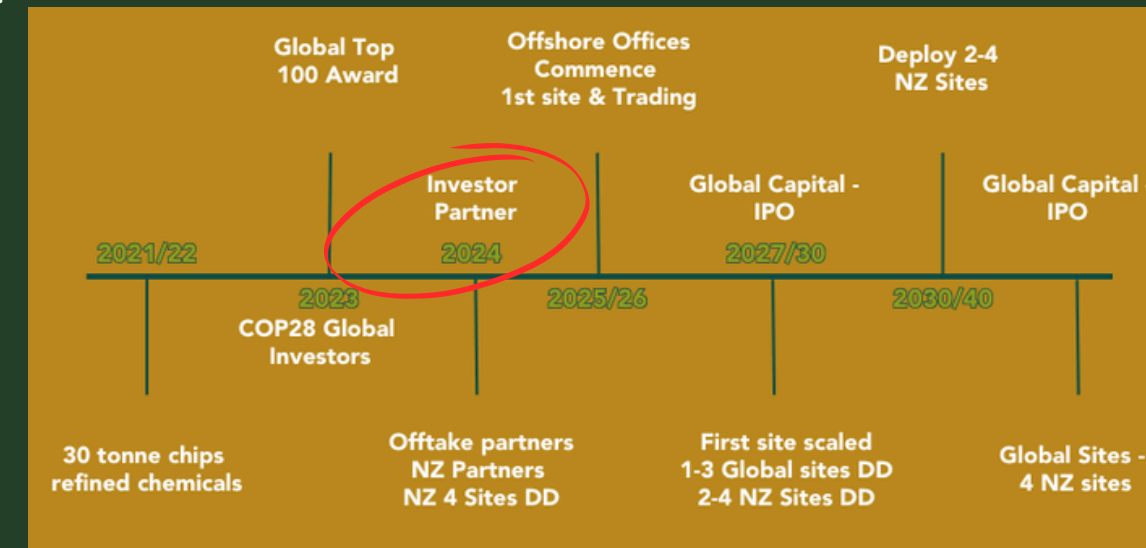 Global Top
100 Award
Offshore Offices
Commence
1st site & Trading
Deploy 2-4
NZ Sites
Investor
Partner
Global Capital -
IPO
Global Capital -
IPO
2021/22
2024
2027/30
2023
2025/26
2030/40
COP28 Global
Investors
30 tonne chips
refined chemicals
Offtake partners
NZ Partners
NZ 4 Sites DD
First site scaled
1-3 Global sites DD
2-4 NZ Sites DD
Global Sites -
4 NZ sites